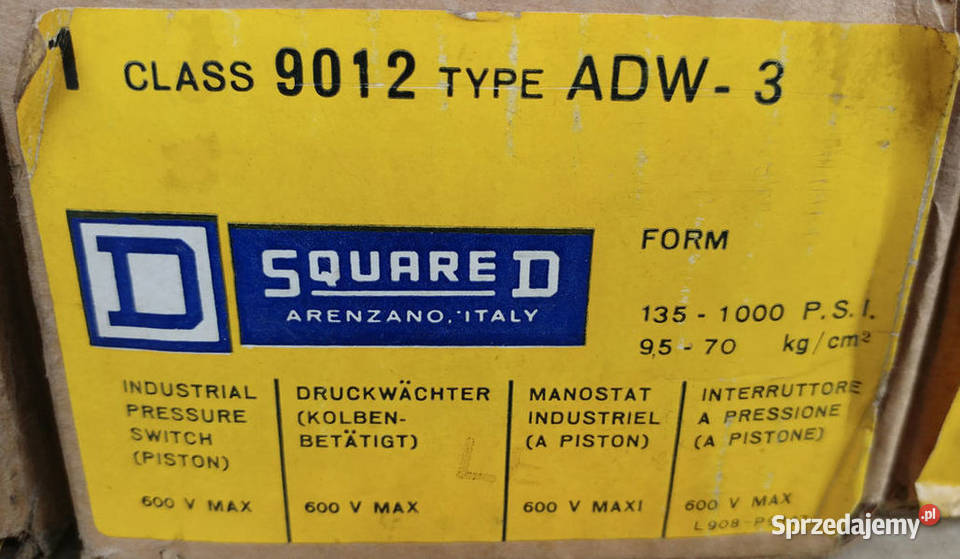 1 CLASS 9012 TYPE ADW-3
D
SQUARE D
ARENZANO, ITALY
FORM
135 - 1000 P.S.I.
9,5 - 70 kg/cm²
INDUSTRIAL
PRESSURE
SWITCH
(PISTON)
600 V MAX
DRUCKWÄCHTER
(KOLBEN-
BETÄTIGT)
600 V MAX
MANOSTAT
INDUSTRIEL
(A PISTON)
600 V MAXI
INTERRUTTORE
A PRESSIONE
(A PISTONE)
600 V MAX
Sprzedajemy.pl